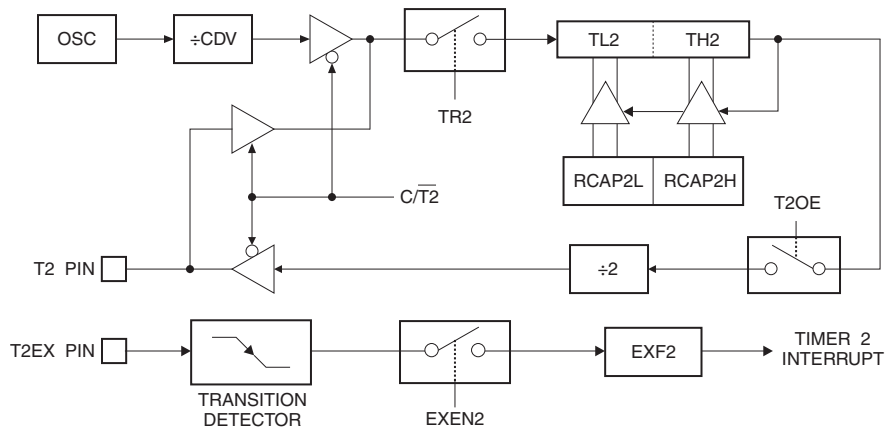 OSC
÷CDV
TR2
TL2
TH2
RCAP2L
RCAP2H
C/T2
T2OE
T2 PIN
÷2
T2EX PIN
TRANSITION
DETECTOR
EXEN2
EXF2
TIMER 2
INTERRUPT